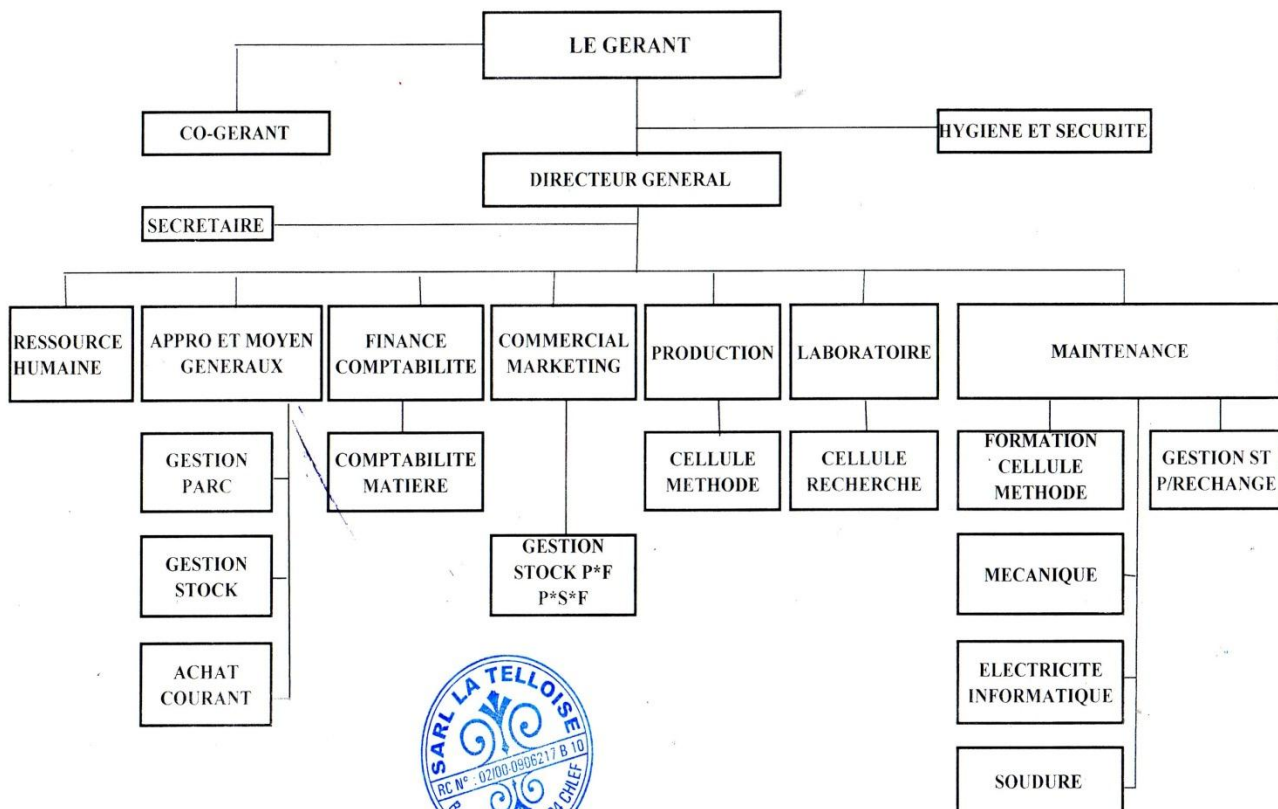 LE GERANT
CO-GERANT
HYGIENE ET SECURITE
DIRECTEUR GENERAL
SECRETAIRE
RESSOURCE
HUMAINE
APPRO ET MOYEN
GENERAUX
FINANCE
COMPTABILITE
COMMERCIAL
MARKETING
PRODUCTION
LABORATOIRE
MAINTENANCE
GESTION
PARC
COMPTABILITE
MATIERE
CELLULE
METHODE
CELLULE
RECHERCHE
FORMATION
CELLULE
METHODE
GESTION ST
P/RECHANGE
GESTION
STOCK
GESTION
STOCK P*F
P*S*F
MECANIQUE
ACHAT
COURANT
ELECTRICITE
INFORMATIQUE
SOUDURE
SARL LA TELLOISE
RC N° : 02/00-0906217 B 10
CHLEF